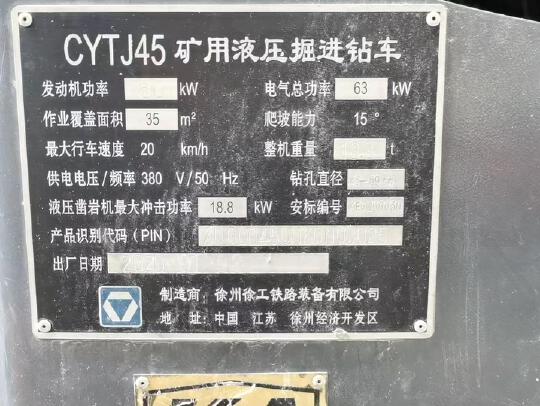 CYTJ45 矿用液压掘进钻车
发动机功率 kW 电气总功率 63 kW
作业覆盖面积 35 m² 爬坡能力 15°
最大行车速度 20 km/h 整机重量 t
供电电压/频率 380 V/50 Hz 钻孔直径
液压凿岩机最大冲击功率 18.8 kW 安标编号
产品识别代码（PIN）
出厂日期
制造商：徐州徐工铁路装备有限公司
地 址：中国 江苏 徐州经济开发区